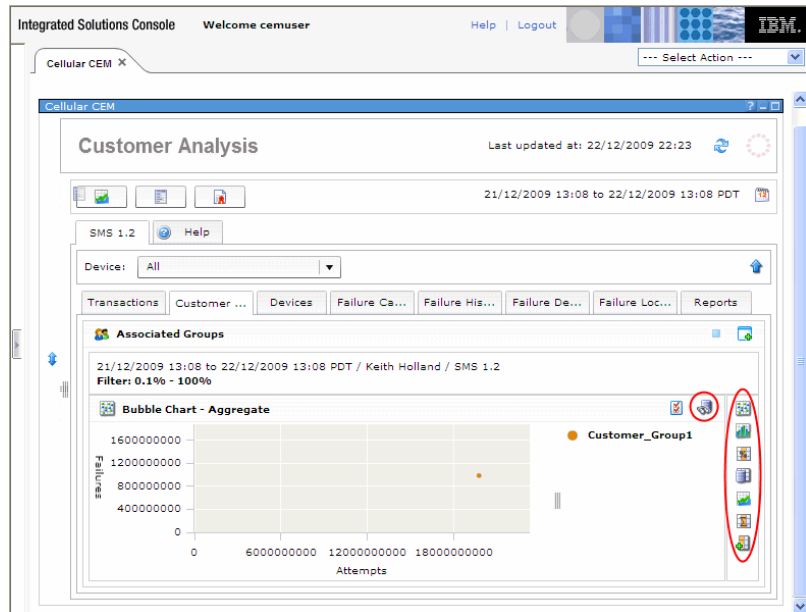 Integrated Solutions Console Welcome cemuser Help | Logout IBM.
Cellular CEM --- Select Action ---
Cellular CEM
Customer Analysis Last updated at: 22/12/2009 22:23
21/12/2009 13:08 to 22/12/2009 13:08 PDT 12
SMS 1.2 Help
Device: All
Transactions Customer ... Devices Failure Ca... Failure His... Failure De... Failure Loc... Reports
Associated Groups
21/12/2009 13:08 to 22/12/2009 13:08 PDT / Keith Holland / SMS 1.2
Filter: 0.1% - 100%
Bubble Chart - Aggregate
Customer_Group1
Failures
1600000000
1200000000
800000000
400000000
0
0 6000000000 12000000000 18000000000
Attempts